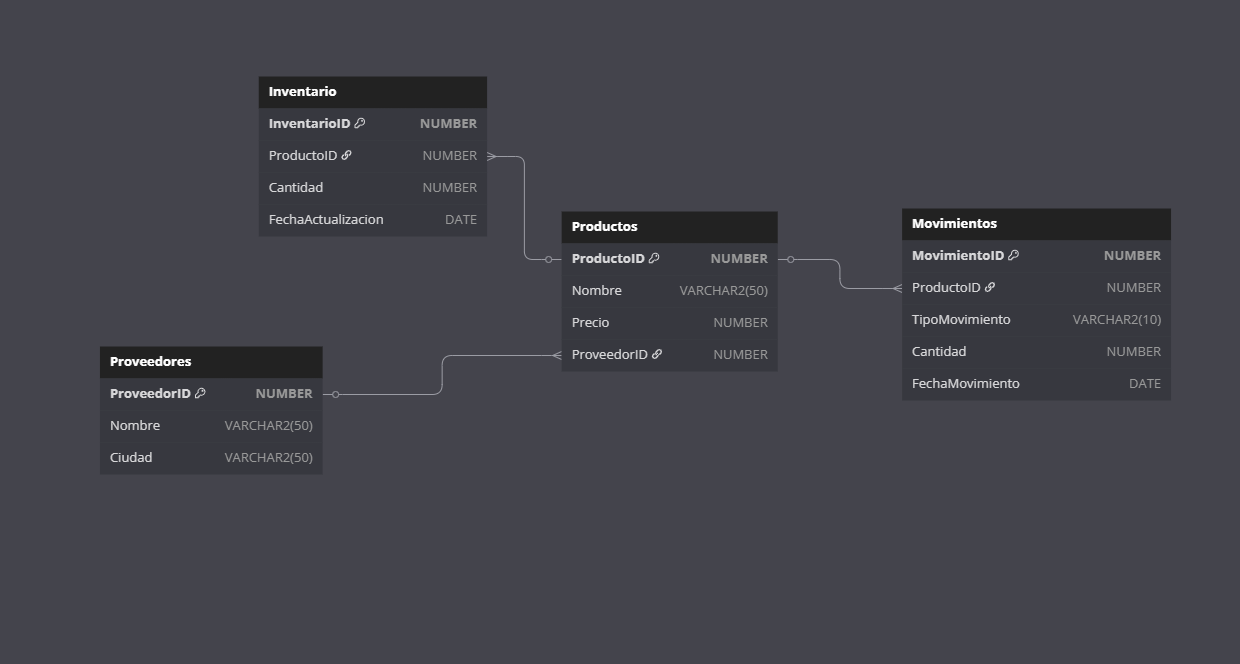 Inventario
InventarioID NUMBER
ProductoID NUMBER
Cantidad NUMBER
FechaActualizacion DATE
Productos
ProductoID NUMBER
Nombre VARCHAR2(50)
Precio NUMBER
ProveedorID NUMBER
Movimientos
MovimientoID NUMBER
ProductoID NUMBER
TipoMovimiento VARCHAR2(10)
Cantidad NUMBER
FechaMovimiento DATE
Proveedores
ProveedorID NUMBER
Nombre VARCHAR2(50)
Ciudad VARCHAR2(50)